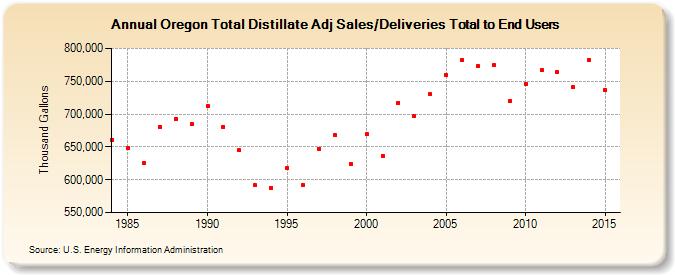 Annual Oregon Total Distillate Adj Sales/Deliveries Total to End Users
Thousand Gallons
800,000
750,000
700,000
650,000
600,000
550,000
1985 1990 1995 2000 2005 2010 2015
Source: U.S. Energy Information Administration